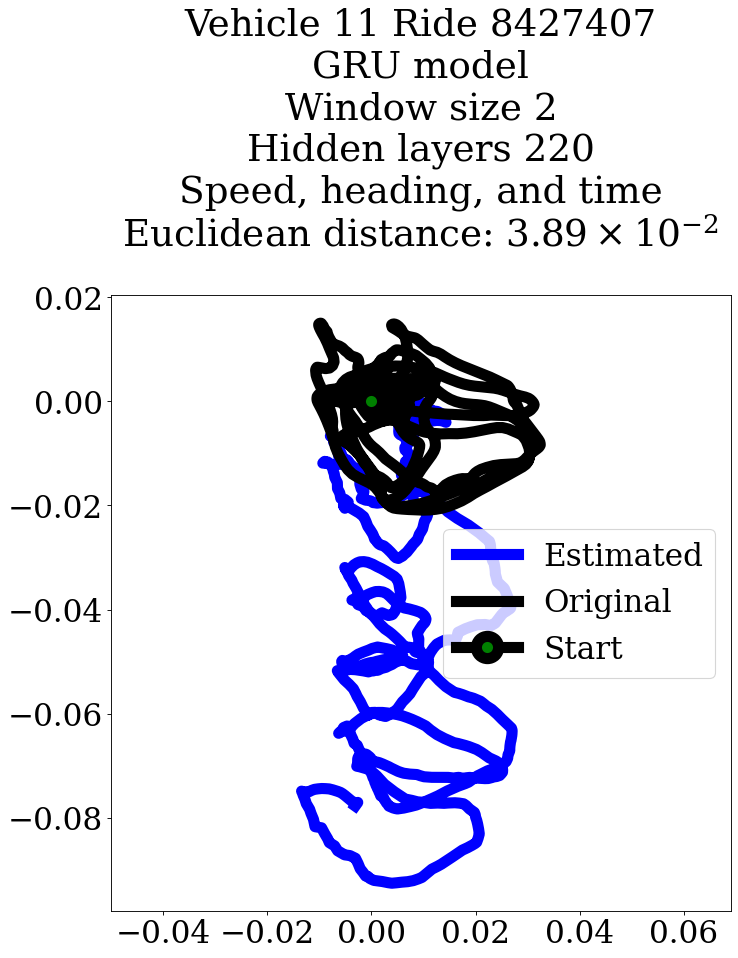 Vehicle 11 Ride 8427407
GRU model
Window size 2
Hidden layers 220
Speed, heading, and time
Euclidean distance: 3.89 × 10⁻²
0.02
0.00
−0.02
−0.04
−0.06
−0.08
Estimated
Original
Start
−0.04 −0.02 0.00 0.02 0.04 0.06